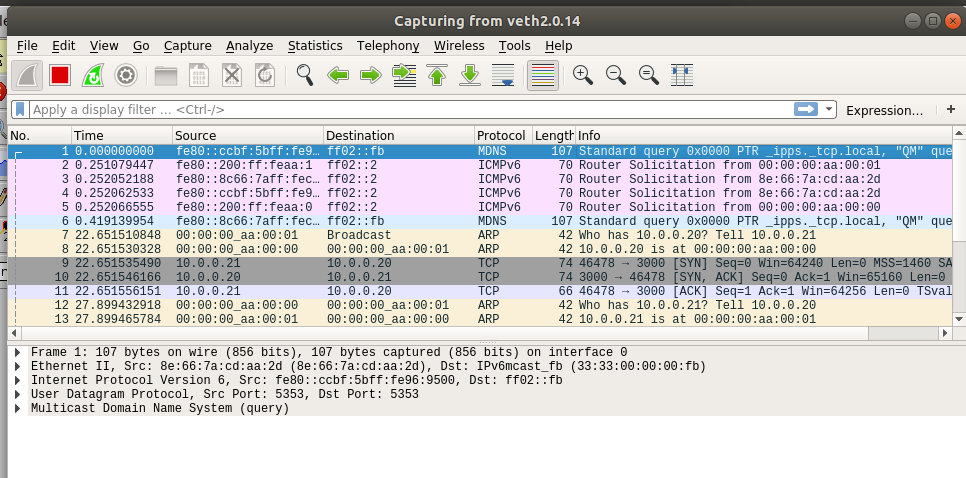 Capturing from veth2.0.14
File Edit View Go Capture Analyze Statistics Telephony Wireless Tools Help
Apply a display filter ... <Ctrl-/> Expression... +
No. Time Source Destination Protocol Length Info
1 0.000000000 fe80::ccbf:5bff:fe9… ff02::fb MDNS 107 Standard query 0x0000 PTR _ipps._tcp.local, "QM" que
2 0.251079447 fe80::200:ff:feaa:1 ff02::2 ICMPv6 70 Router Solicitation from 00:00:00:aa:00:01
3 0.252052188 fe80::8c66:7aff:fec… ff02::2 ICMPv6 70 Router Solicitation from 8e:66:7a:cd:aa:2d
4 0.252062533 fe80::ccbf:5bff:fe9… ff02::2 ICMPv6 70 Router Solicitation from 8e:66:7a:cd:aa:2d
5 0.252066555 fe80::200:ff:feaa:0 ff02::2 ICMPv6 70 Router Solicitation from 00:00:00:aa:00:00
6 0.419139954 fe80::8c66:7aff:fec… ff02::fb MDNS 107 Standard query 0x0000 PTR _ipps._tcp.local, "QM" que
7 22.651510848 00:00:00_aa:00:01 Broadcast ARP 42 Who has 10.0.0.20? Tell 10.0.0.21
8 22.651530328 00:00:00_aa:00:00 00:00:00_aa:00:01 ARP 42 10.0.0.20 is at 00:00:00:aa:00:00
9 22.651535490 10.0.0.21 10.0.0.20 TCP 74 46478 → 3000 [SYN] Seq=0 Win=64240 Len=0 MSS=1460 SA
10 22.651546166 10.0.0.20 10.0.0.21 TCP 74 3000 → 46478 [SYN, ACK] Seq=0 Ack=1 Win=65160 Len=0
11 22.651556151 10.0.0.21 10.0.0.20 TCP 66 46478 → 3000 [ACK] Seq=1 Ack=1 Win=64256 Len=0 TSval
12 27.899432918 00:00:00_aa:00:00 00:00:00_aa:00:01 ARP 42 Who has 10.0.0.21? Tell 10.0.0.20
13 27.899465784 00:00:00_aa:00:01 00:00:00_aa:00:00 ARP 42 10.0.0.21 is at 00:00:00:aa:00:01
Frame 1: 107 bytes on wire (856 bits), 107 bytes captured (856 bits) on interface 0
Ethernet II, Src: 8e:66:7a:cd:aa:2d (8e:66:7a:cd:aa:2d), Dst: IPv6mcast_fb (33:33:00:00:00:fb)
Internet Protocol Version 6, Src: fe80::ccbf:5bff:fe96:9500, Dst: ff02::fb
User Datagram Protocol, Src Port: 5353, Dst Port: 5353
Multicast Domain Name System (query)